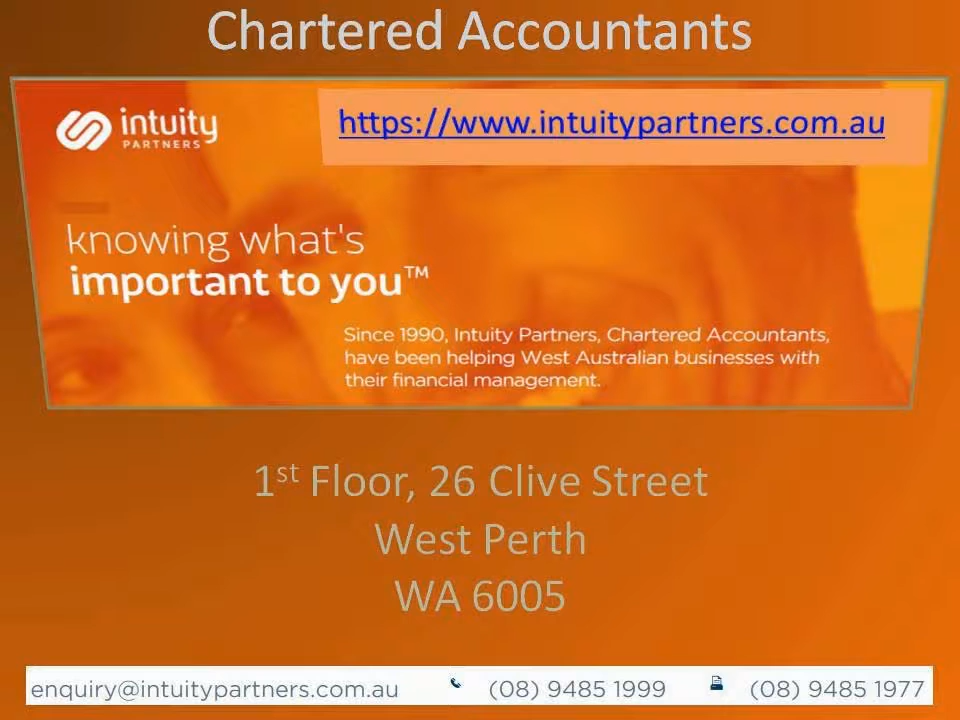 Chartered Accountants
intuity
PARTNERS
https://www.intuitypartners.com.au
knowing what's
important to you™
Since 1990, Intuity Partners, Chartered Accountants,
have been helping West Australian businesses with
their financial management.
1st Floor, 26 Clive Street
West Perth
WA 6005
enquiry@intuitypartners.com.au (08) 9485 1999 (08) 9485 1977